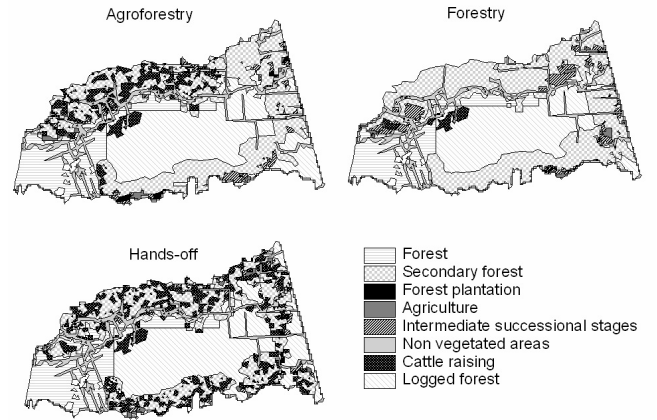 Agroforestry
Forestry
Hands-off
Forest
Secondary forest
Forest plantation
Agriculture
Intermediate successional stages
Non vegetated areas
Cattle raising
Logged forest